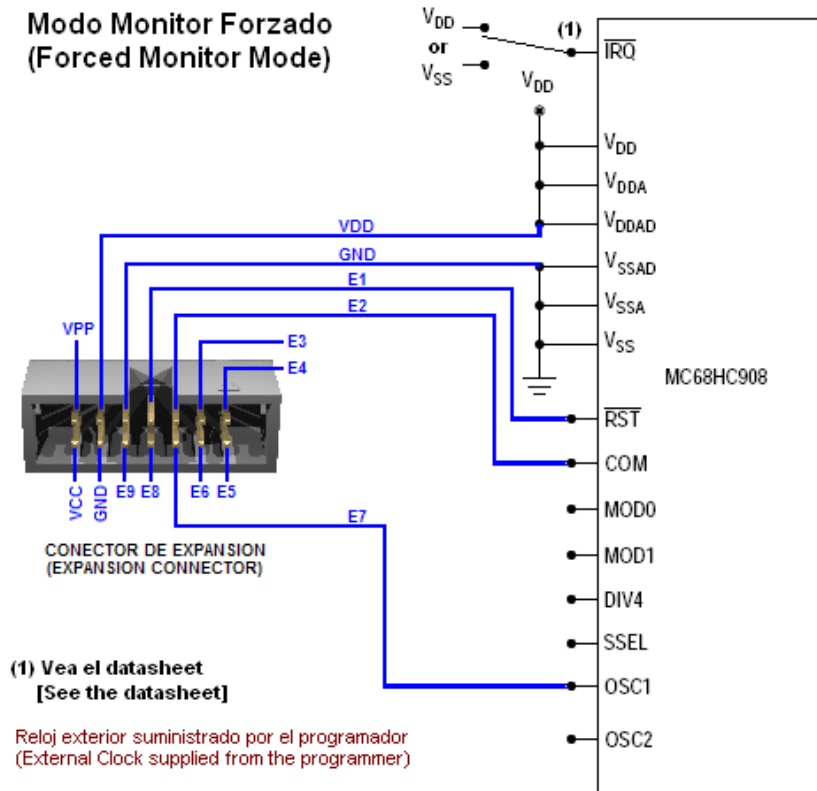 Modo Monitor Forzado
(Forced Monitor Mode)
VDD
or
VSS
(1)
IRQ
VDD
VDD
VDDA
VDDAD
VSSAD
VSSA
VSS
MC68HC908
RST
COM
MOD0
MOD1
DIV4
SSEL
OSC1
OSC2
VDD
GND
E1
E2
VPP
E3
E4
VCC
GND
E9
E8
E6
E5
E7
CONECTOR DE EXPANSION
(EXPANSION CONNECTOR)
(1) Vea el datasheet
[See the datasheet]
Reloj exterior suministrado por el programador
(External Clock supplied from the programmer)